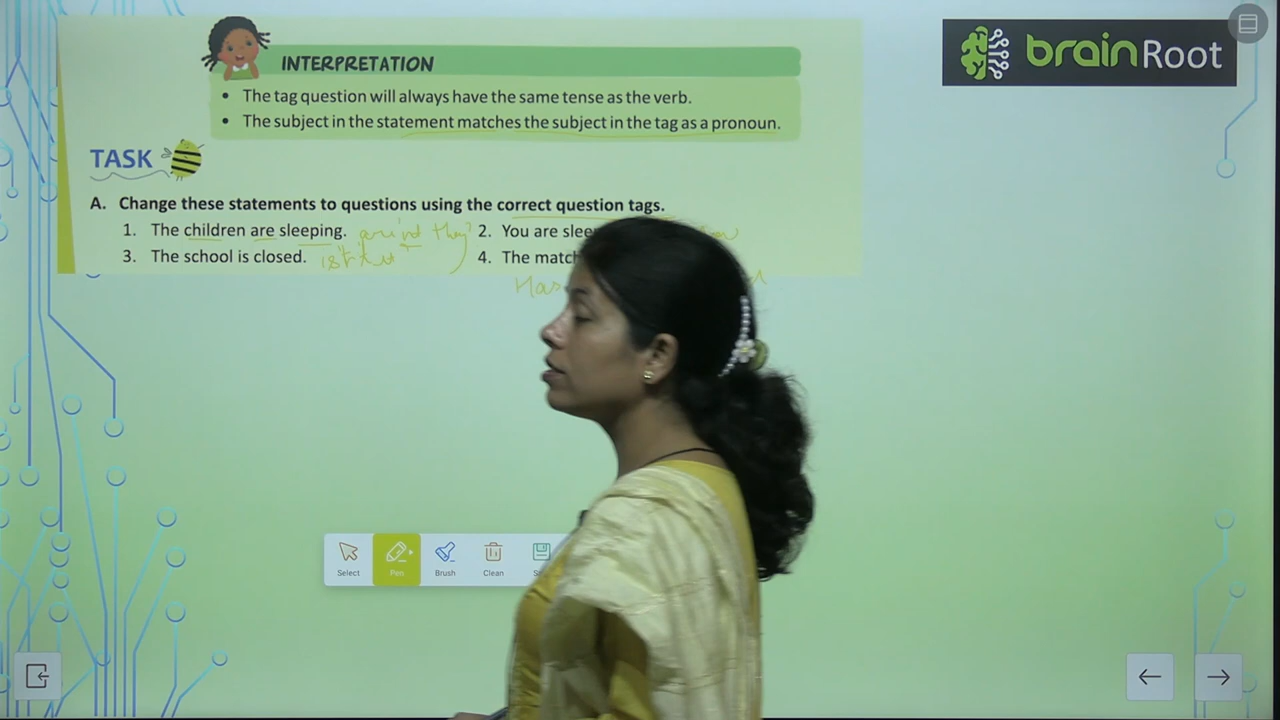 brainRoot
INTERPRETATION
• The tag question will always have the same tense as the verb.
• The subject in the statement matches the subject in the tag as a pronoun.
TASK
A. Change these statements to questions using the correct question tags.
1. The children are sleeping. 2. You are slee
they?
3. The school is closed. 4. The match
Has
Select Pen Brush Clean